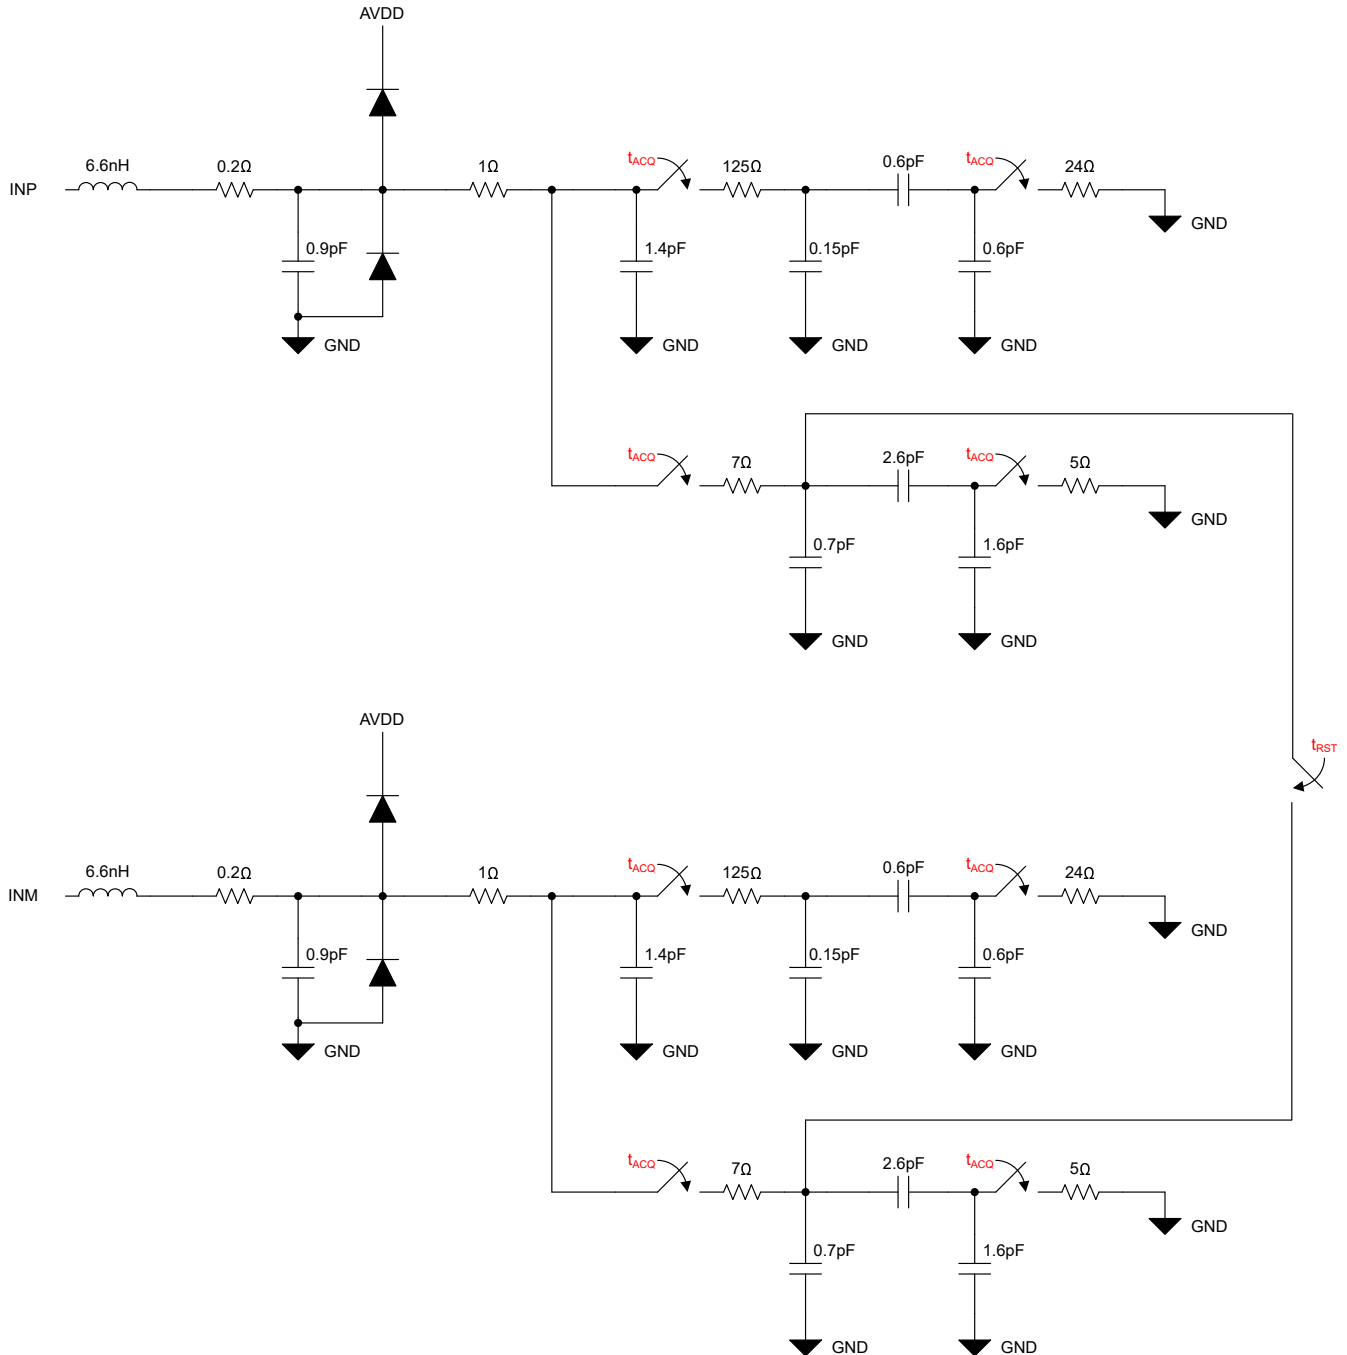 AVDD
6.6nH 0.2Ω 1Ω tACQ 125Ω 0.6pF tACQ 24Ω
INP
GND
0.9pF 1.4pF 0.15pF 0.6pF
GND GND GND GND
tACQ 7Ω 2.6pF tACQ 5Ω
GND
0.7pF 1.6pF
GND GND
AVDD
tRST
6.6nH 0.2Ω 1Ω tACQ 125Ω 0.6pF tACQ 24Ω
INM
GND
0.9pF 1.4pF 0.15pF 0.6pF
GND GND GND GND
tACQ 7Ω 2.6pF tACQ 5Ω
GND
0.7pF 1.6pF
GND GND